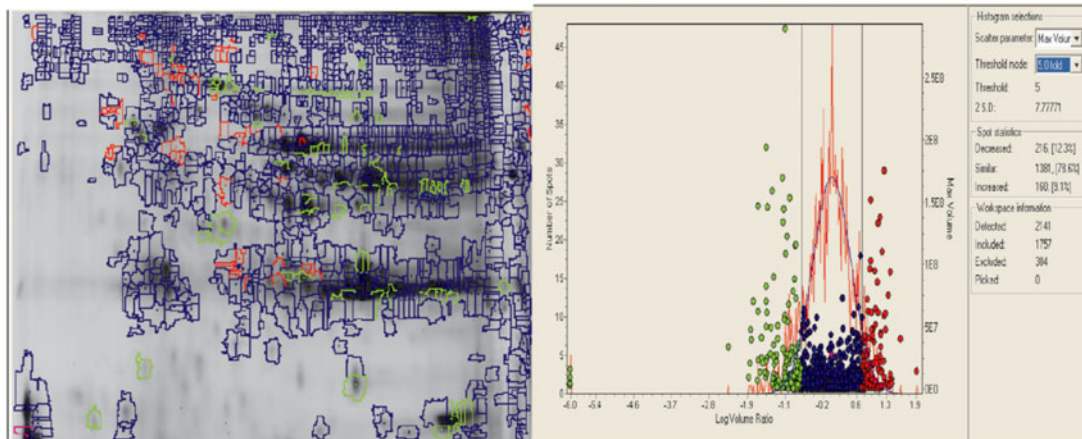 Histogram selections
Scatter parameter: Max Volur
Threshold mode: 5.0 fold
Threshold: 5
2 S.D: 7.77771
Spot statistics
Decreased: 216, [12.3%]
Similar: 1381, [78.6%]
Increased: 160, [9.1%]
Workspace information
Detected: 2141
Included: 1757
Excluded: 384
Picked: 0
Number of Spots
45
40
35
30
25
20
15
10
5
0
Max Volume
2.5E8
2E8
1.5E8
1E8
5E7
0E0
-6.0 -5.4 -4.6 -3.7 -2.8 -1.9 -1.1 -0.2 0.6 1.3 1.9
Log Volume Ratio